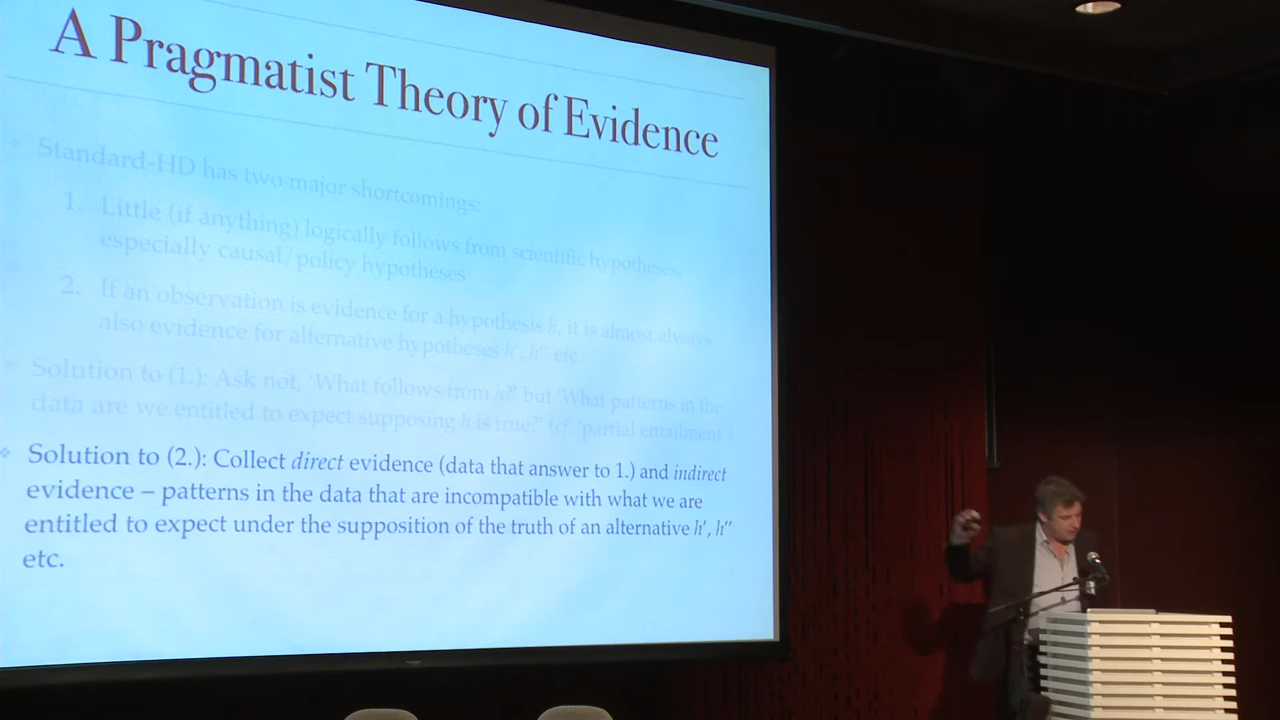 A Pragmatist Theory of Evidence
Standard-HD has two major shortcomings:
1. Little (if anything) logically follows from scientific hypotheses,
especially causal/policy hypotheses
2. If an observation is evidence for a hypothesis h, it is almost always
also evidence for alternative hypotheses h', h'' etc.
Solution to (1.): Ask not, 'What follows from h?' but 'What patterns in the
data are we entitled to expect supposing h is true?' (cf. 'partial entailment')
Solution to (2.): Collect direct evidence (data that answer to 1.) and indirect
evidence – patterns in the data that are incompatible with what we are
entitled to expect under the supposition of the truth of an alternative h', h''
etc.